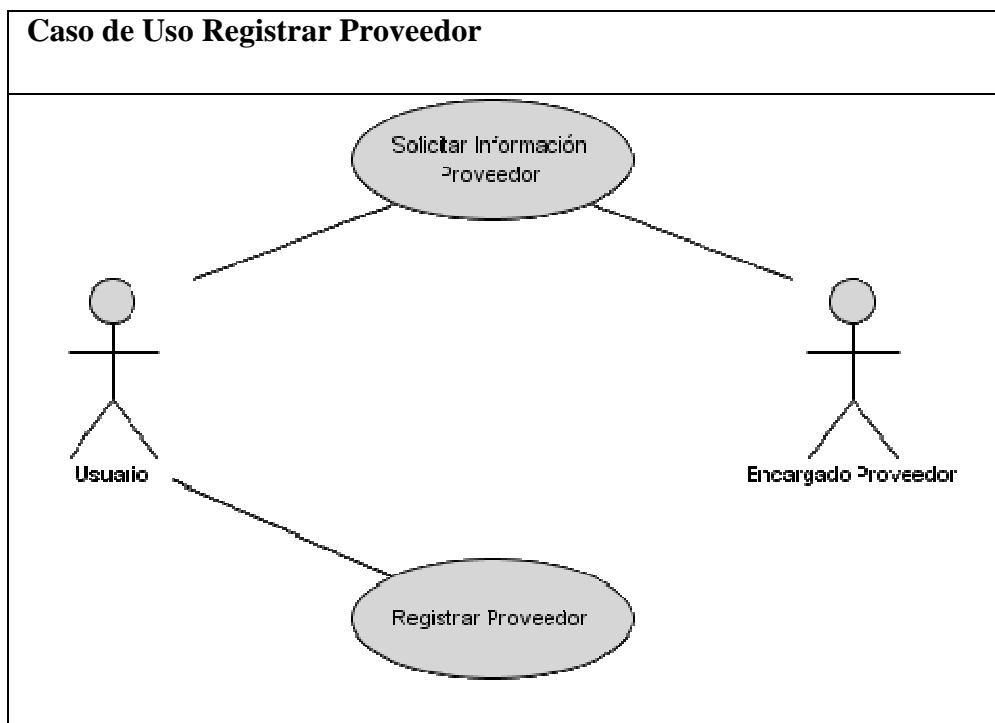 Caso de Uso Registrar Proveedor
Solicitar Información
Proveedor
Usuario
Encargado Proveedor
Registrar Proveedor